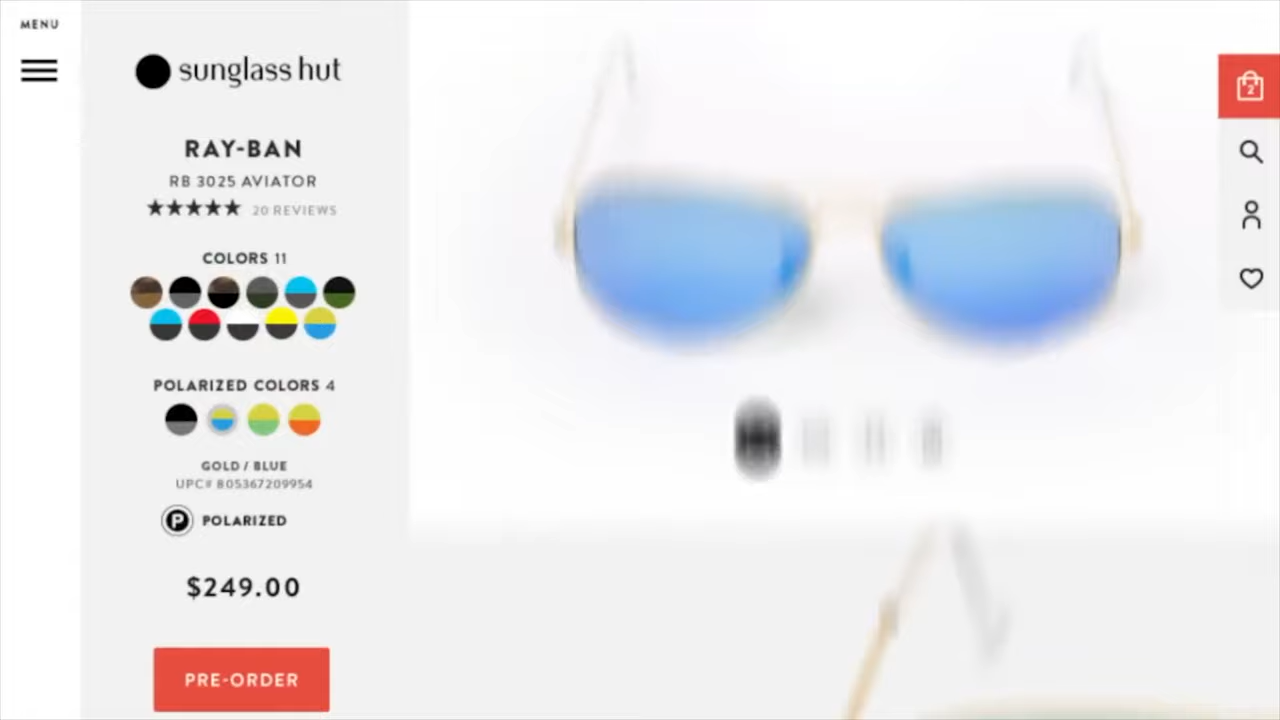 MENU
sunglass hut
RAY-BAN
RB 3025 AVIATOR
20 REVIEWS
COLORS 11
POLARIZED COLORS 4
GOLD / BLUE
UPC# 805367209954
P POLARIZED
$249.00
PRE-ORDER
2